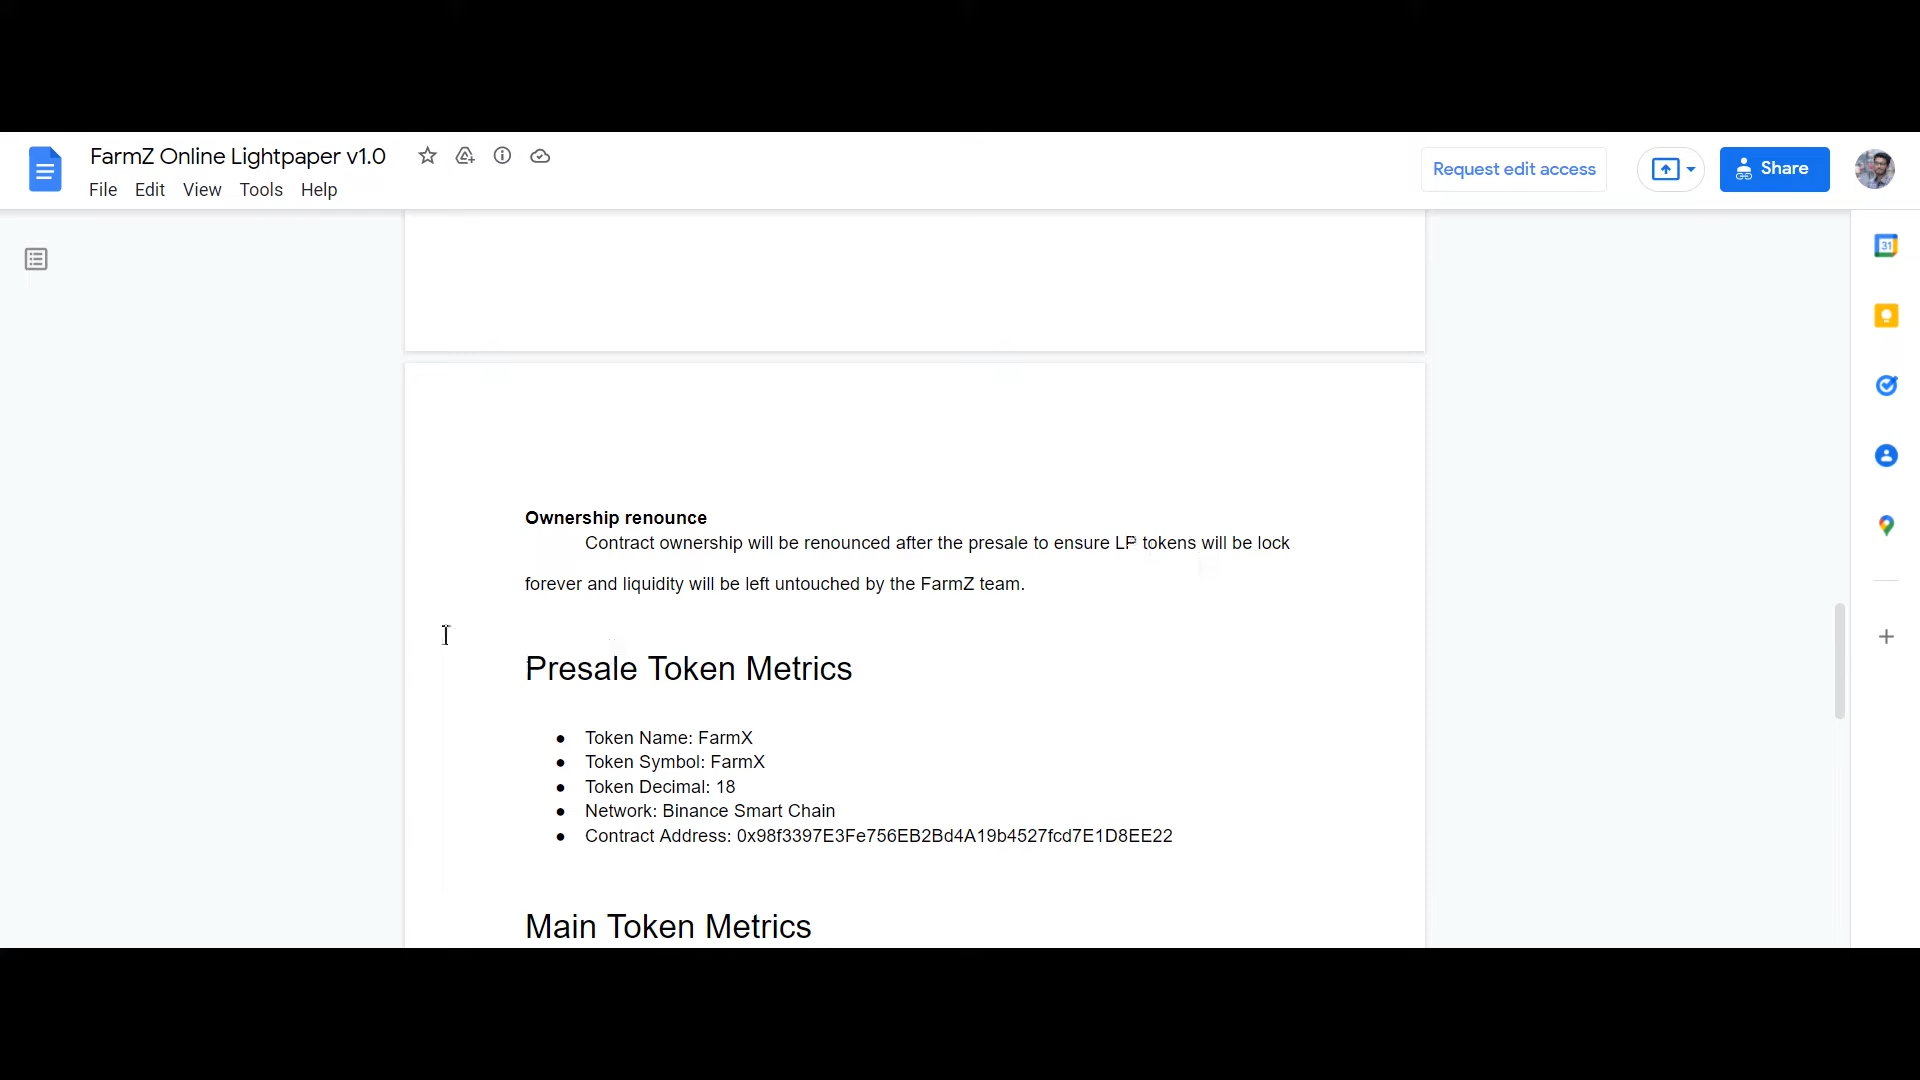 FarmZ Online Lightpaper v1.0
File Edit View Tools Help
Request edit access
Share
31
Ownership renounce
Contract ownership will be renounced after the presale to ensure LP tokens will be lock
forever and liquidity will be left untouched by the FarmZ team.
Presale Token Metrics
● Token Name: FarmX
● Token Symbol: FarmX
● Token Decimal: 18
● Network: Binance Smart Chain
● Contract Address: 0x98f3397E3Fe756EB2Bd4A19b4527fcd7E1D8EE22
Main Token Metrics